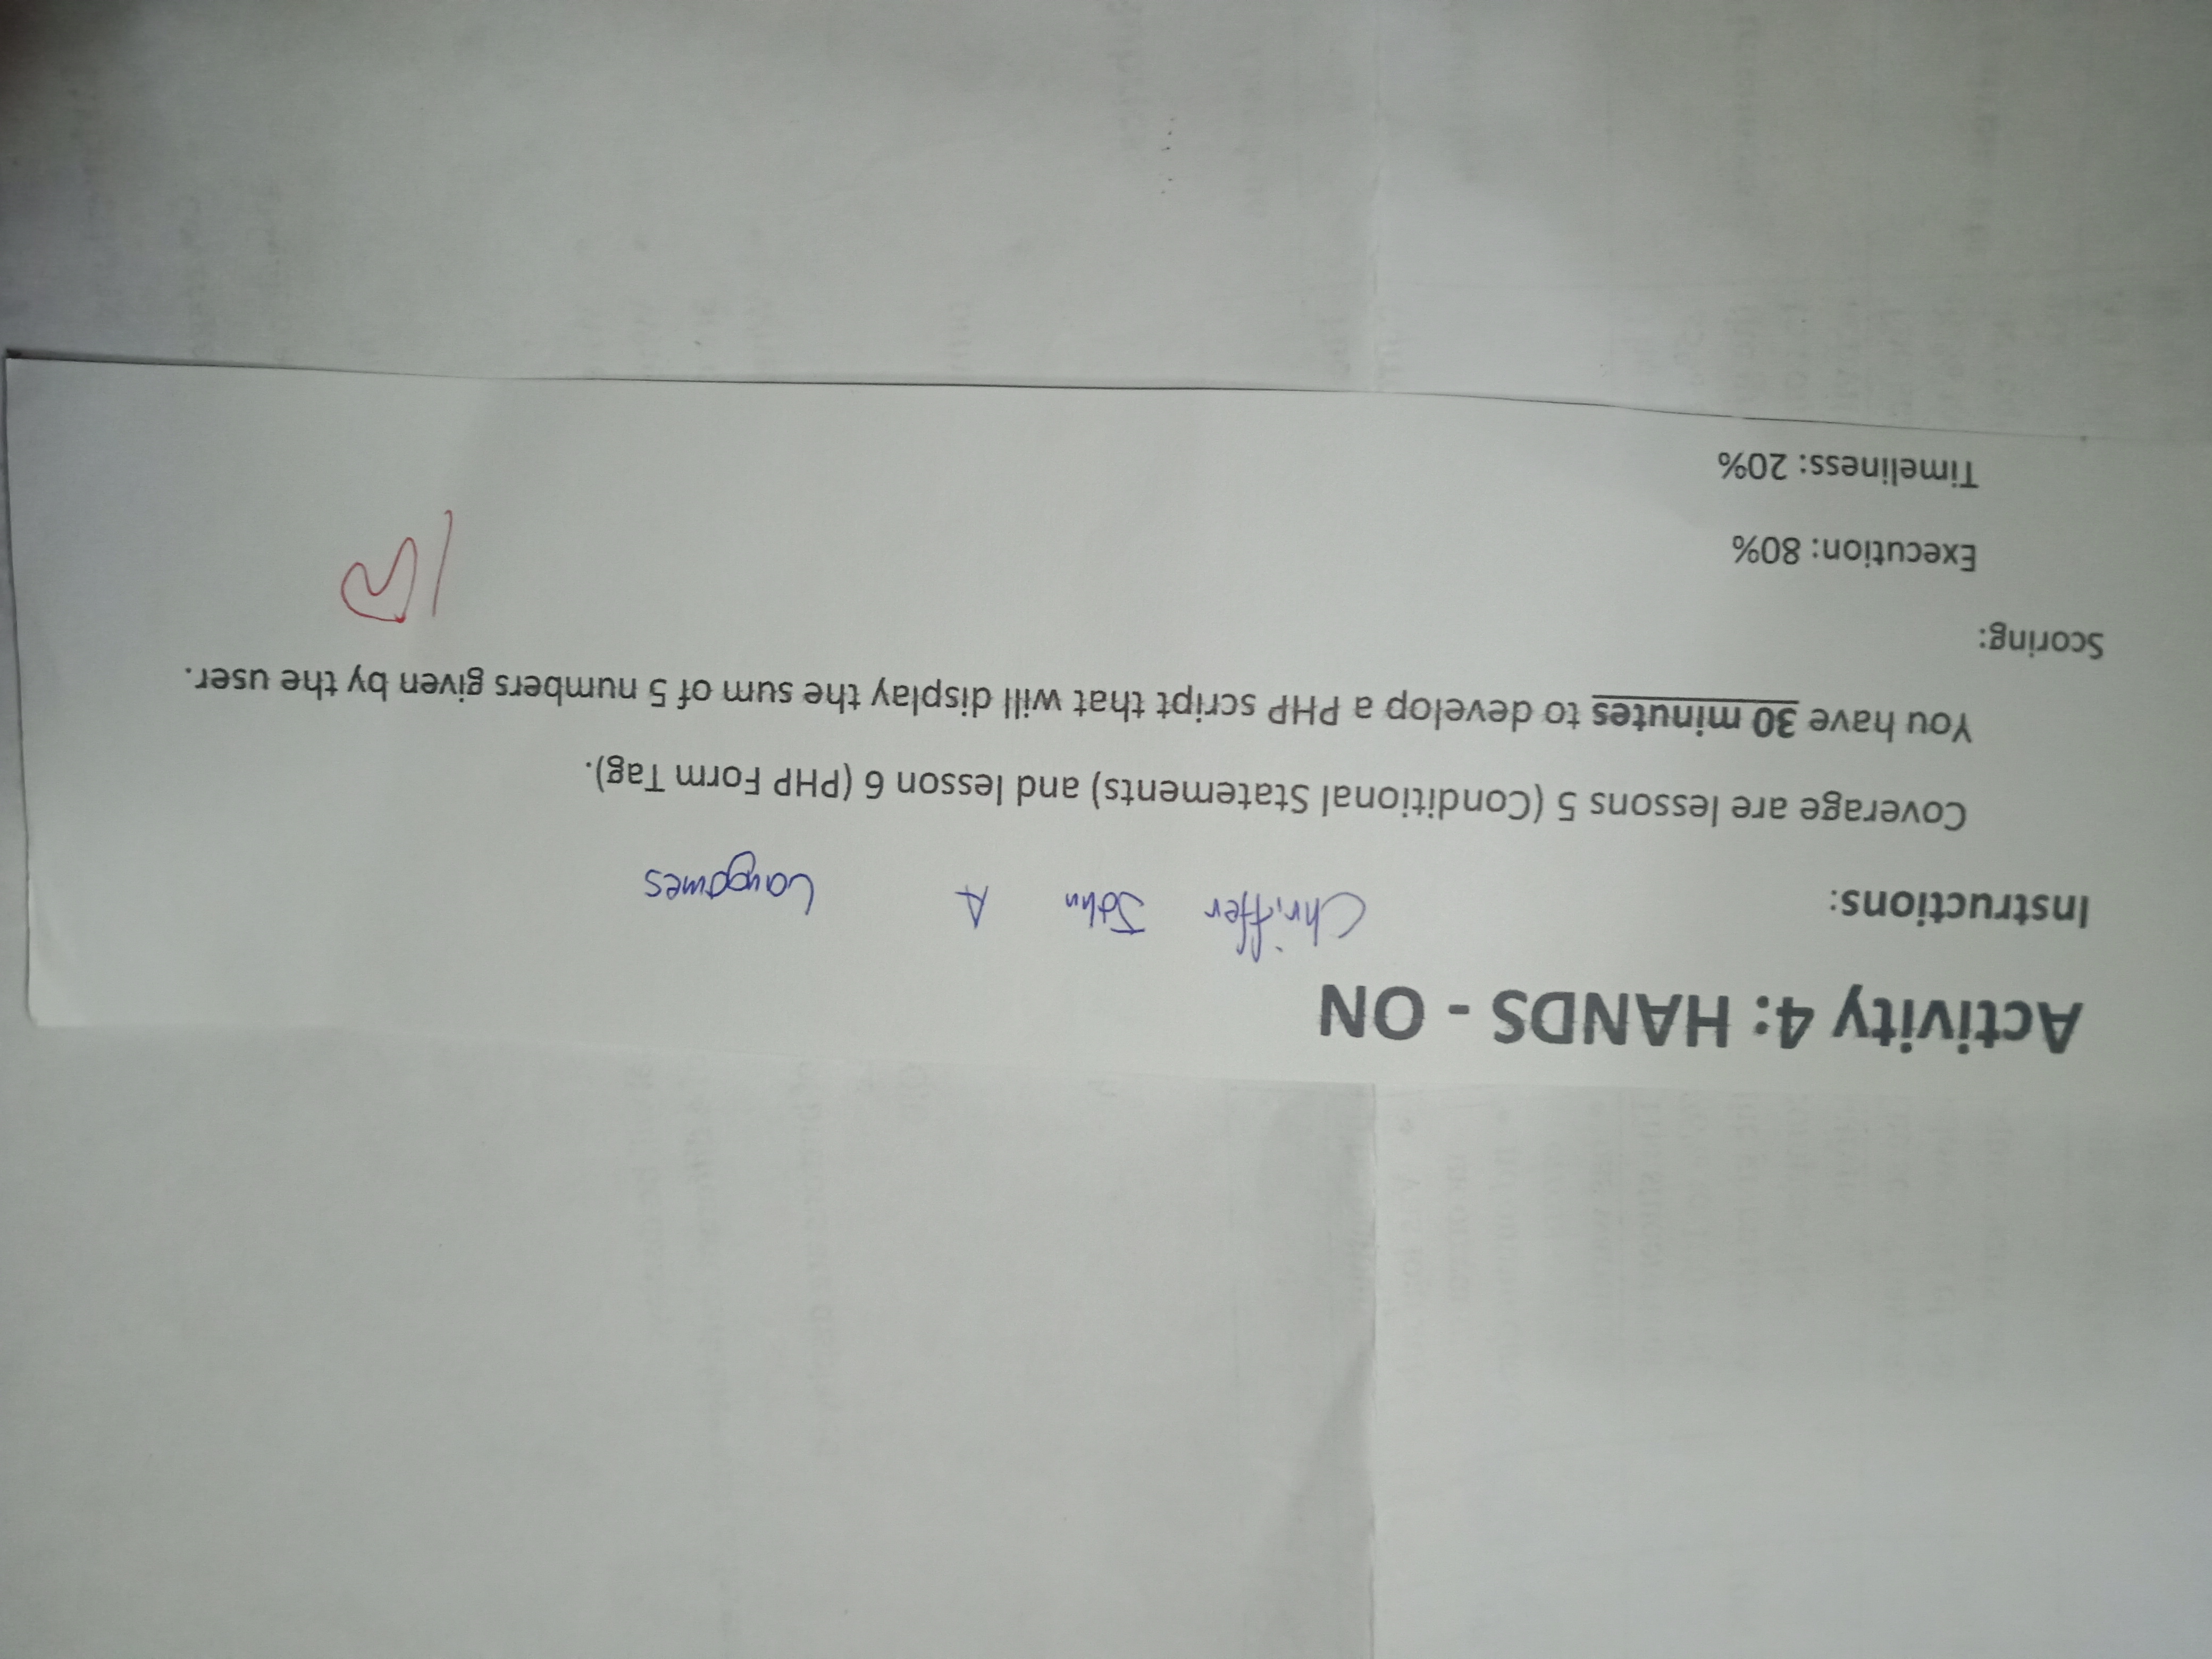 Activity 4: HANDS - ON
Instructions:
Chriffer John A
Coverage are lessons 5 (Conditional Statements) and lesson 6 (PHP Form Tag).
You have 30 minutes to develop a PHP script that will display the sum of 5 numbers given by the user.
Scoring:
100
Execution: 80%
Timeliness: 20%